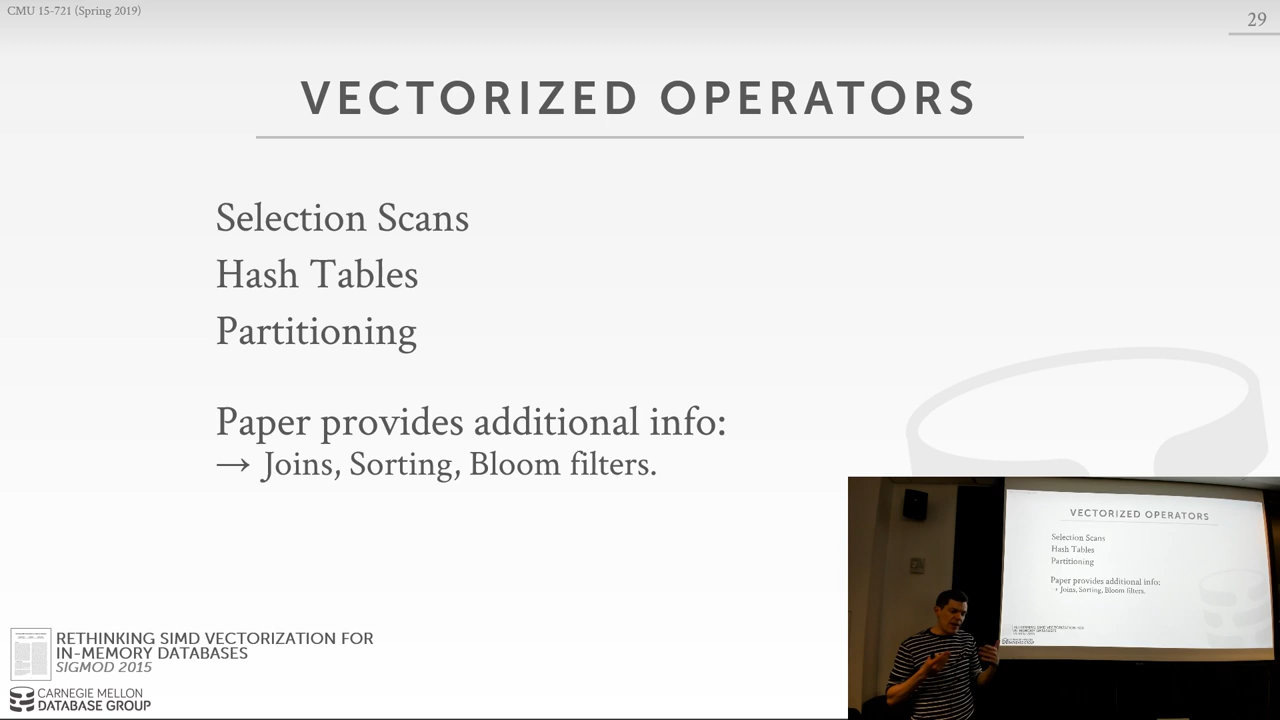 CMU 15-721 (Spring 2019)
29
VECTORIZED OPERATORS
Selection Scans
Hash Tables
Partitioning
Paper provides additional info:
→ Joins, Sorting, Bloom filters.
RETHINKING SIMD VECTORIZATION FOR
IN-MEMORY DATABASES
SIGMOD 2015
CARNEGIE MELLON
DATABASE GROUP
VECTORIZED OPERATORS
Selection Scans
Hash Tables
Partitioning
Paper provides additional info:
→ Joins, Sorting, Bloom filters.